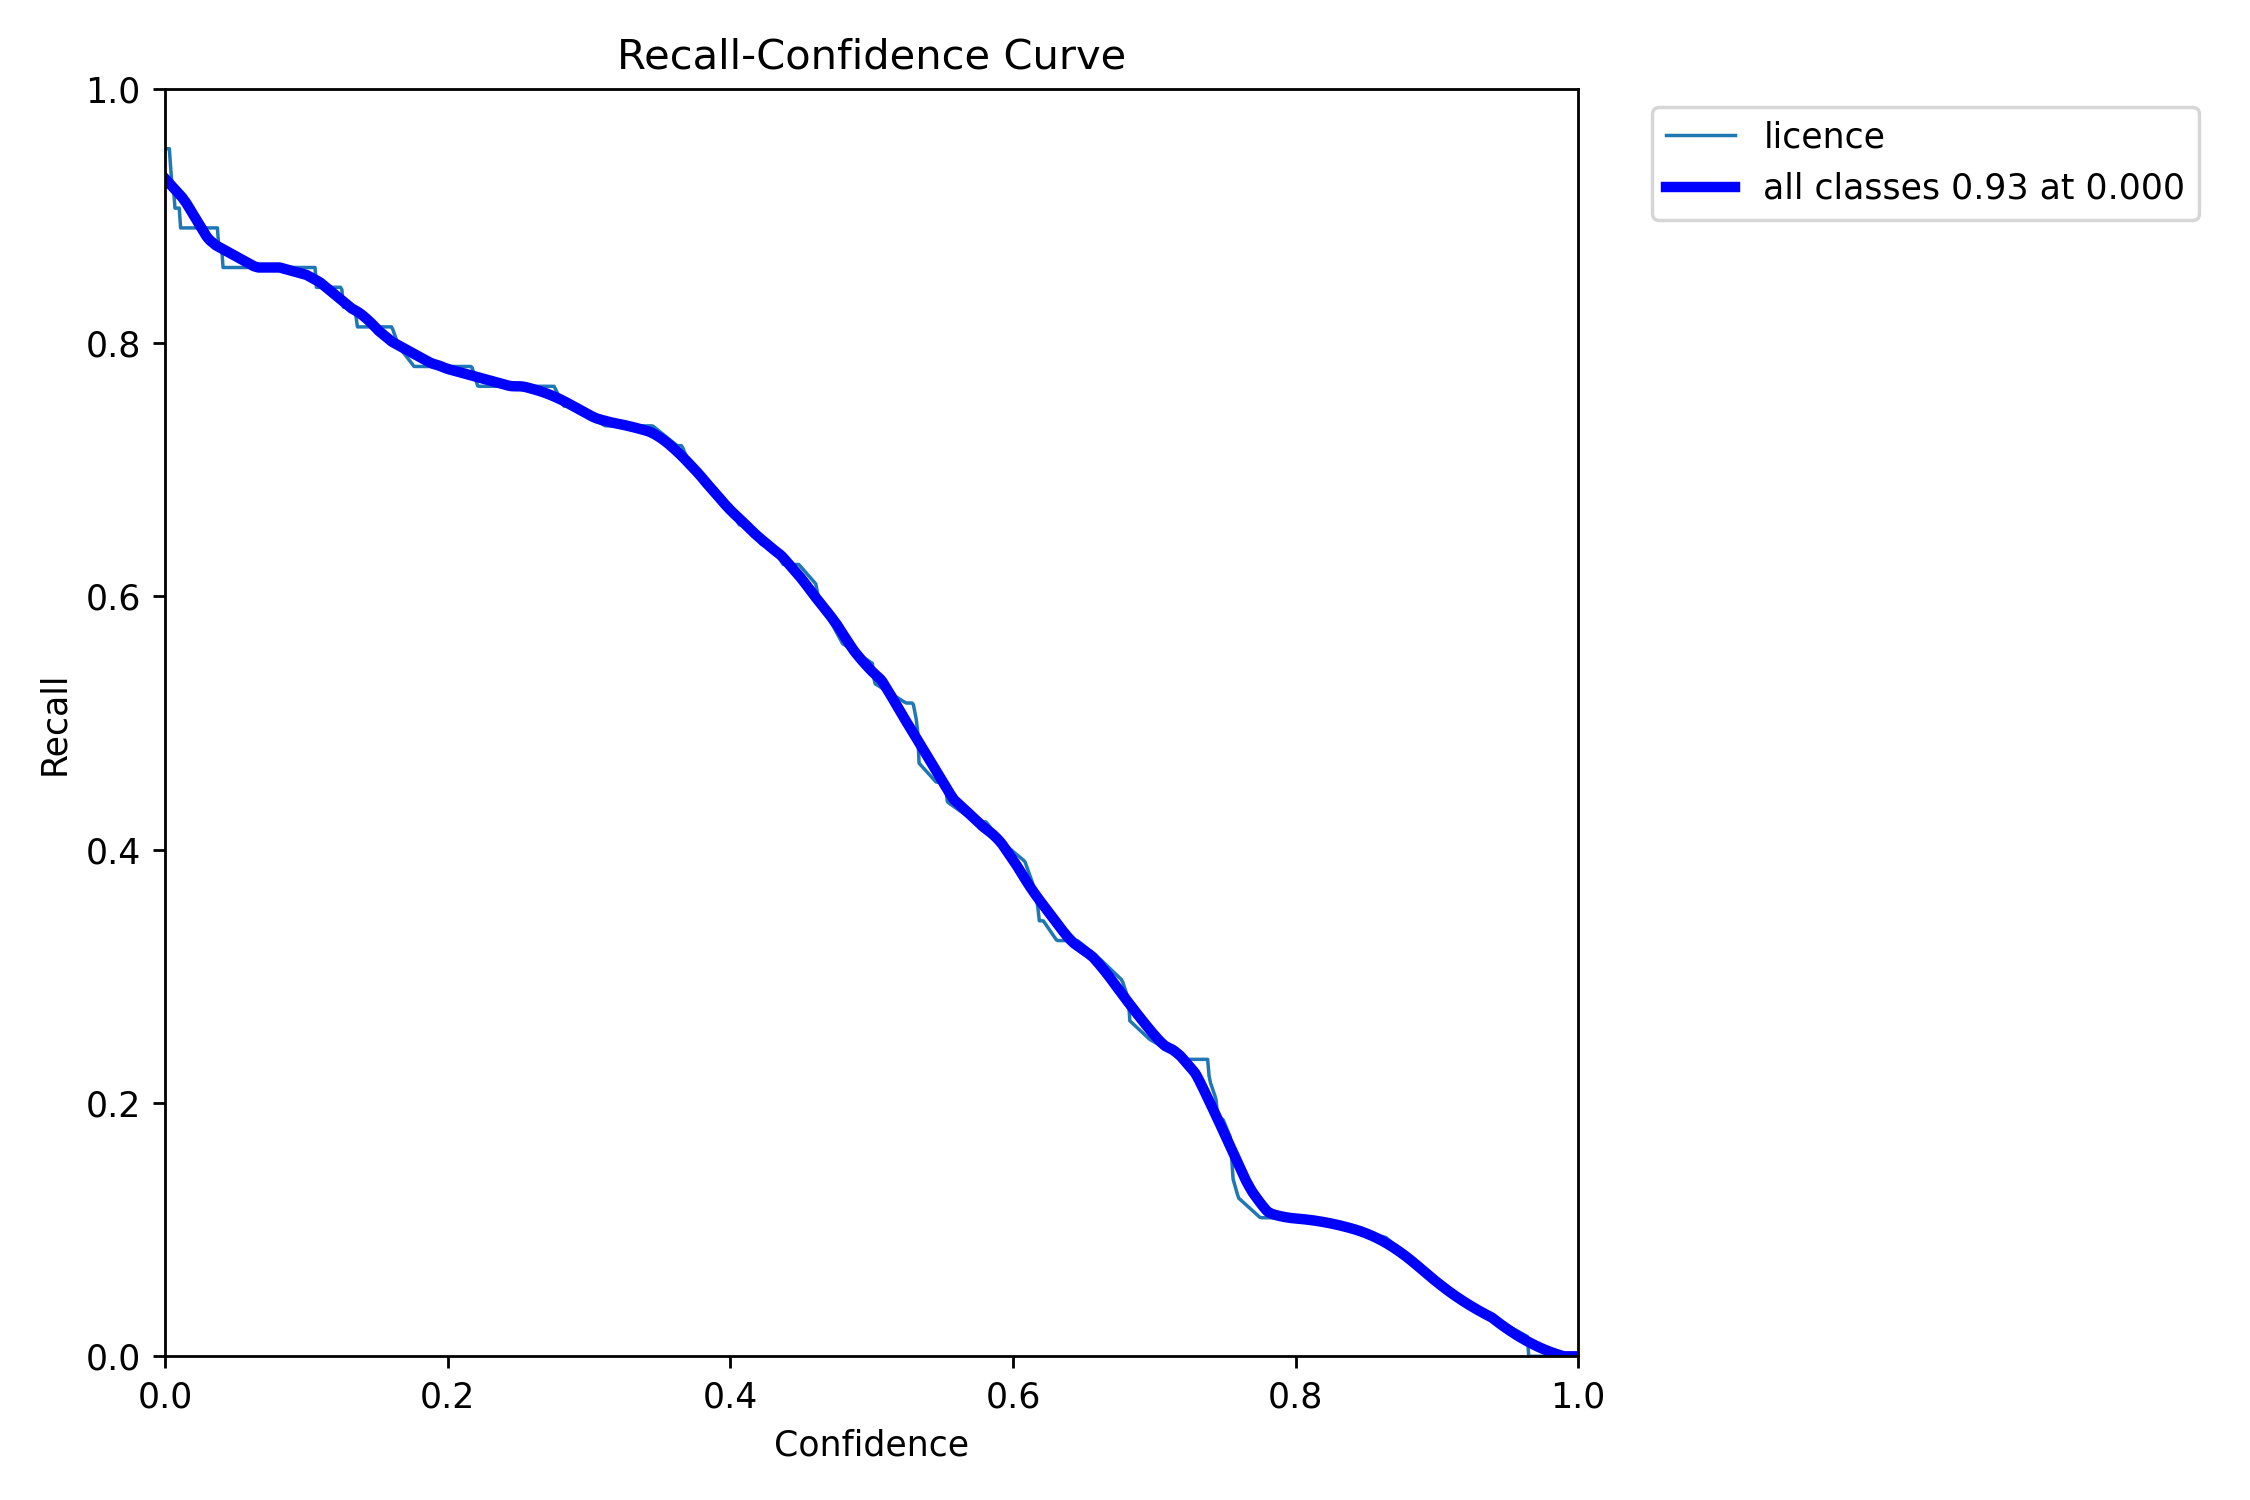 Recall-Confidence Curve
licence
all classes 0.93 at 0.000
1.0
0.8
0.6
0.4
0.2
0.0
Recall
0.0 0.2 0.4 0.6 0.8 1.0
Confidence